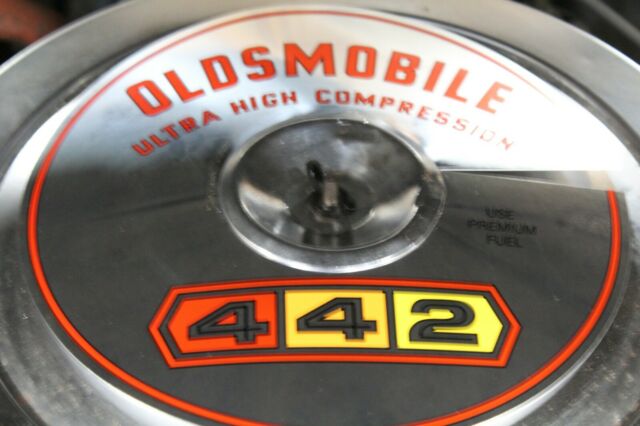 OLDSMOBILE
ULTRA HIGH COMPRESSION
USE
PREMIUM
FUEL
442